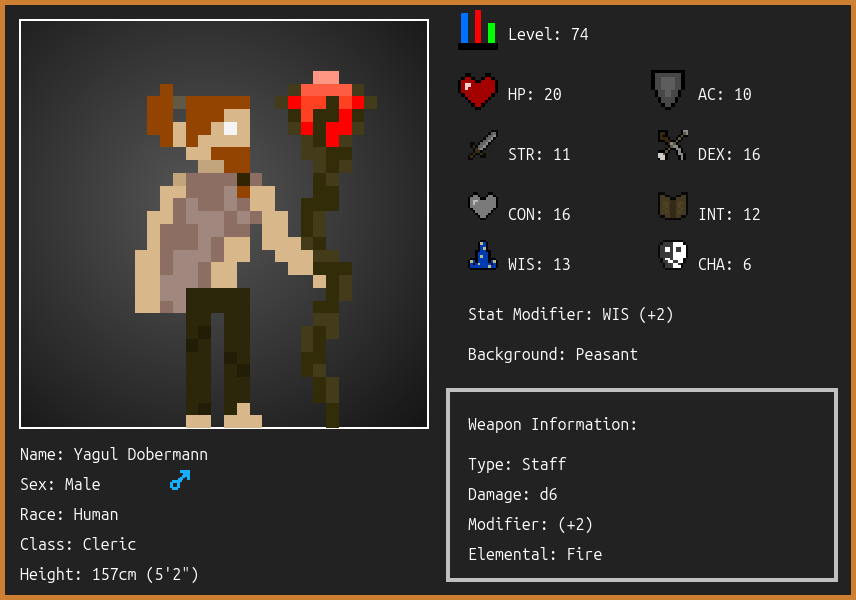 Level: 74
HP: 20
AC: 10
STR: 11
DEX: 16
CON: 16
INT: 12
WIS: 13
CHA: 6
Stat Modifier: WIS (+2)
Background: Peasant
Weapon Information:
Type: Staff
Damage: d6
Modifier: (+2)
Elemental: Fire
Name: Yagul Dobermann
Sex: Male
Race: Human
Class: Cleric
Height: 157cm (5'2")